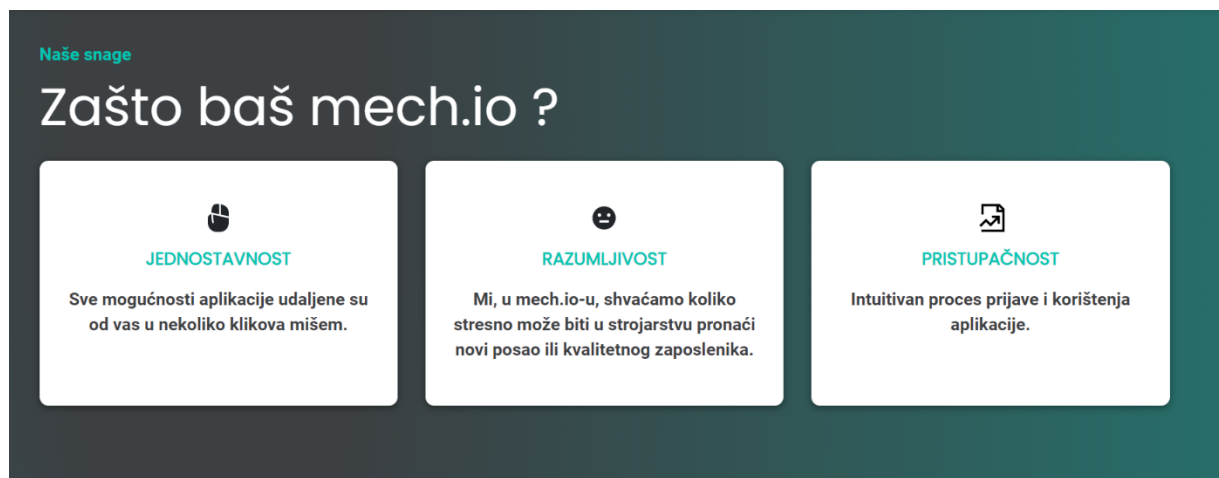 Naše snage
Zašto baš mech.io ?
JEDNOSTAVNOST
Sve mogućnosti aplikacije udaljene su
od vas u nekoliko klikova mišem.
RAZUMLJIVOST
Mi, u mech.io-u, shvaćamo koliko
stresno može biti u strojarstvu pronaći
novi posao ili kvalitetnog zaposlenika.
PRISTUPAČNOST
Intuitivan proces prijave i korištenja
aplikacije.